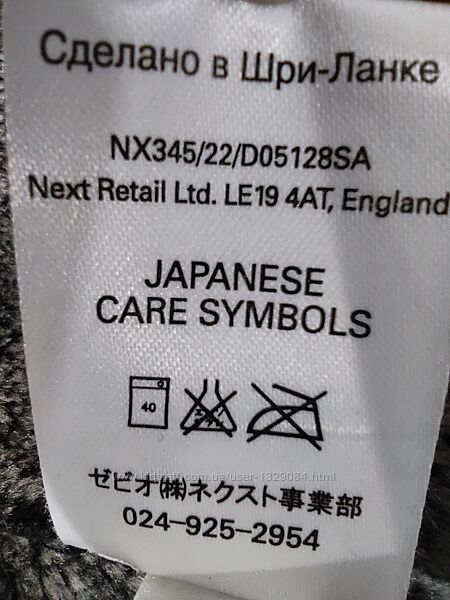 Сделано в Шри-Ланке
NX345/22/D05128SA
Next Retail Ltd. LE19 4AT, England
JAPANESE
CARE SYMBOLS
40
ゼビオ㈱ネクスト事業部
024-925-2954